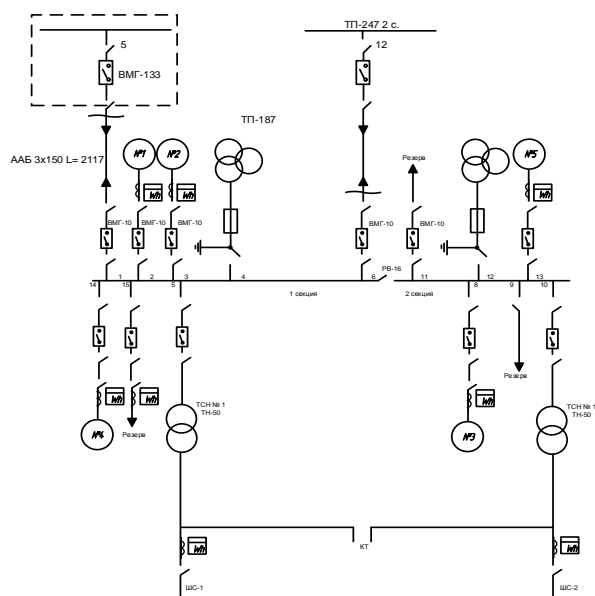 ТП-247 2 с.
5
12
ВМГ-133
ТП-187
ААБ 3х150 L= 2117
№1
№2
Wh
Wh
Резерв
№5
Wh
ВМГ-10
ВМГ-10
ВМГ-10
ВМГ-10
ВМГ-10
РВ-16
1
2
3
4
6
11
12
13
14
15
5
1 секция
2 секция
8
9
10
Wh
Wh
Резерв
№4
Резерв
Wh
№3
ТСН № 1
ТН-50
ТСН № 1
ТН-50
КТ
Wh
Wh
ШС-1
ШС-2